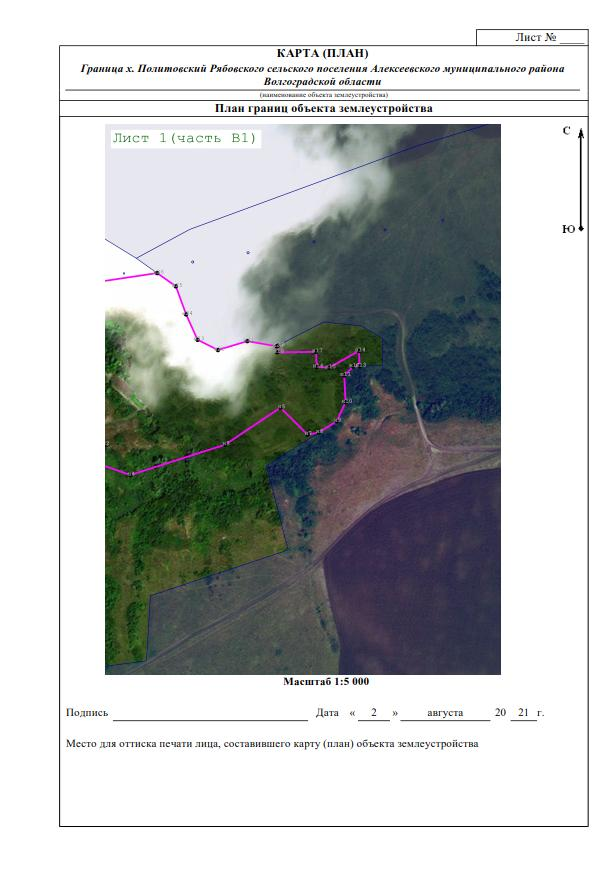 Лист № ____
КАРТА (ПЛАН)
Граница х. Политовский Рябовского сельского поселения Алексеевского муниципального района
Волгоградской области
(наименование объекта землеустройства)
План границ объекта землеустройства
Лист 1(часть В1)
С
Ю
Масштаб 1:5 000
Подпись Дата « 2 » августа 20 21 г.
Место для оттиска печати лица, составившего карту (план) объекта землеустройства